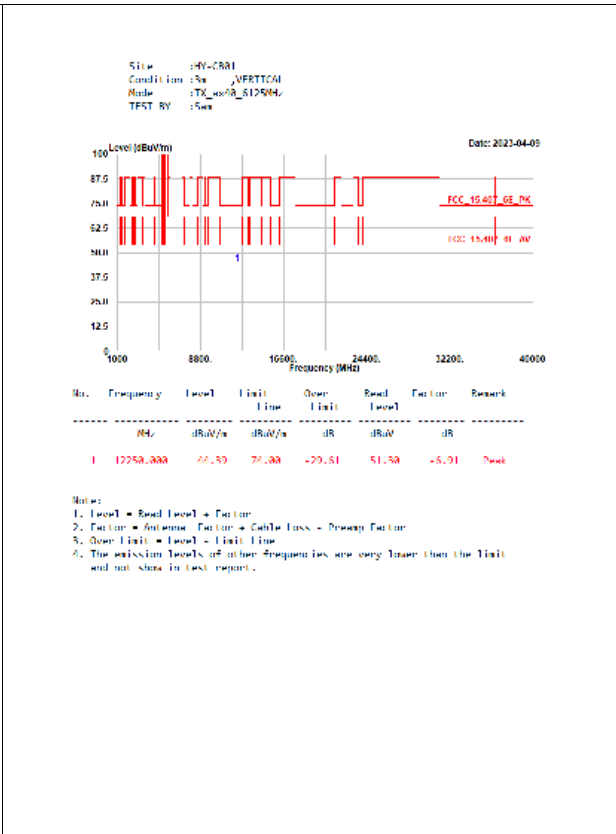 Site :HY-CB01
Condition :3m ,VERTICAL
Mode :TX_ax40_6125MHz
TEST BY :Sam
Level (dBuV/m) Date: 2023-04-09
100
87.5
75.0 FCC_15.407_6E_PK
62.5
FCC_15.407_6E_AV
50.0
1
37.5
25.0
12.5
0
1000 8800. 16600. 24400. 32200. 40000
Frequency (MHz)
No. Frequency Level Limit Over Read Factor Remark
Line Limit Level
MHz dBuV/m dBuV/m dB dBuV dB
1 12250.000 44.39 74.00 -29.61 51.30 -6.91 Peak
Note:
1. Level = Read Level + Factor
2. Factor = Antenna Factor + Cable Loss - Preamp Factor
3. Over Limit = Level - Limit Line
4. The emission levels of other frequencies are very lower than the limit
and not show in test report.